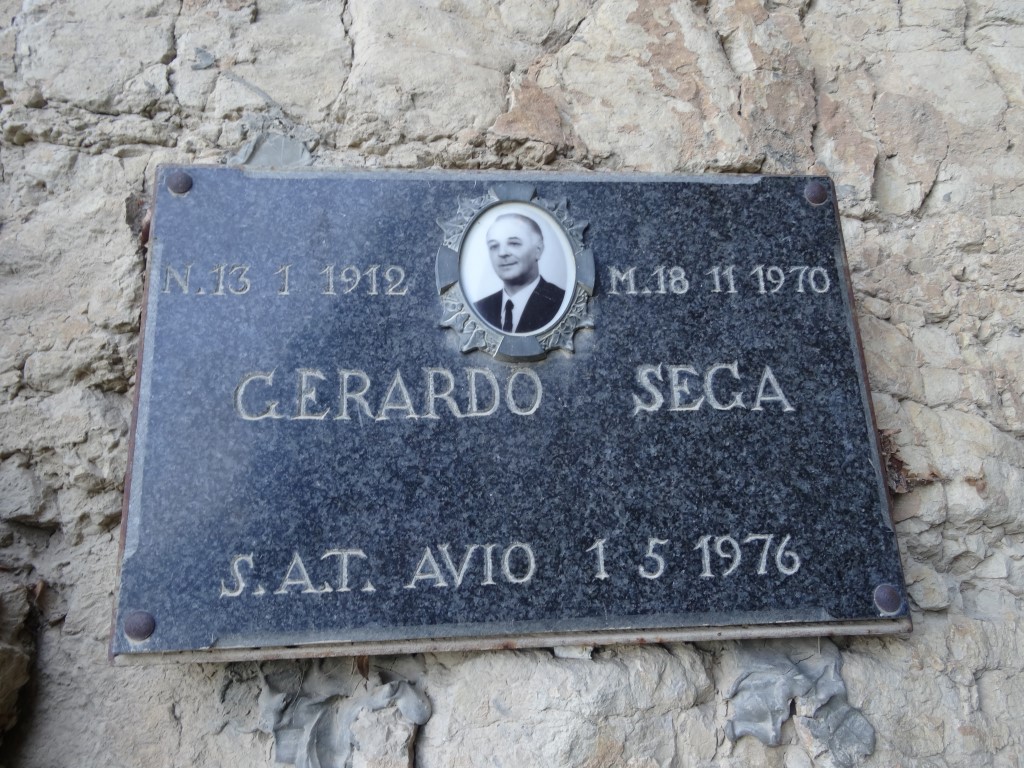 N.13 1 1912 M.18 11 1970
GERARDO SEGA
S.A.T. AVIO 1 5 1976